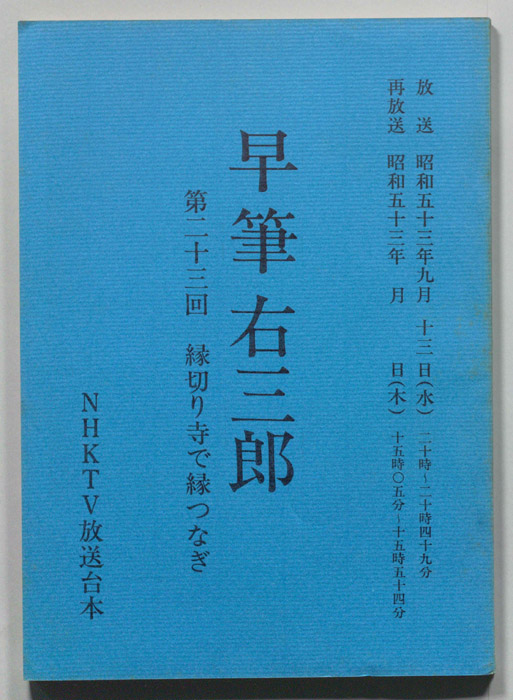 放　送　昭和五十三年九月　十三日(水)　二十時～二十時四十九分
再放送　昭和五十三年　月　　日(木)　十五時〇五分～十五時五十四分
早筆右三郎
第二十三回　縁切り寺で縁つなぎ
NHKTV放送台本